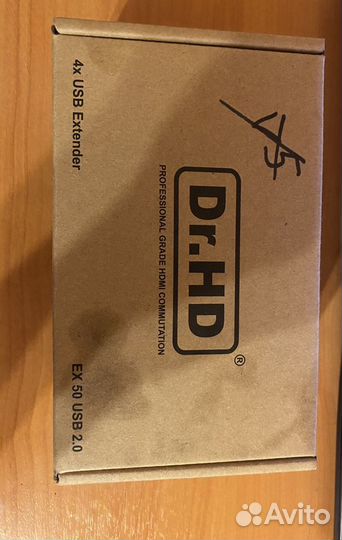 Dr.HD®
PROFESSIONAL GRADE HDMI COMMUTATION
4x USB Extender
EX 50 USB 2.0
Avito